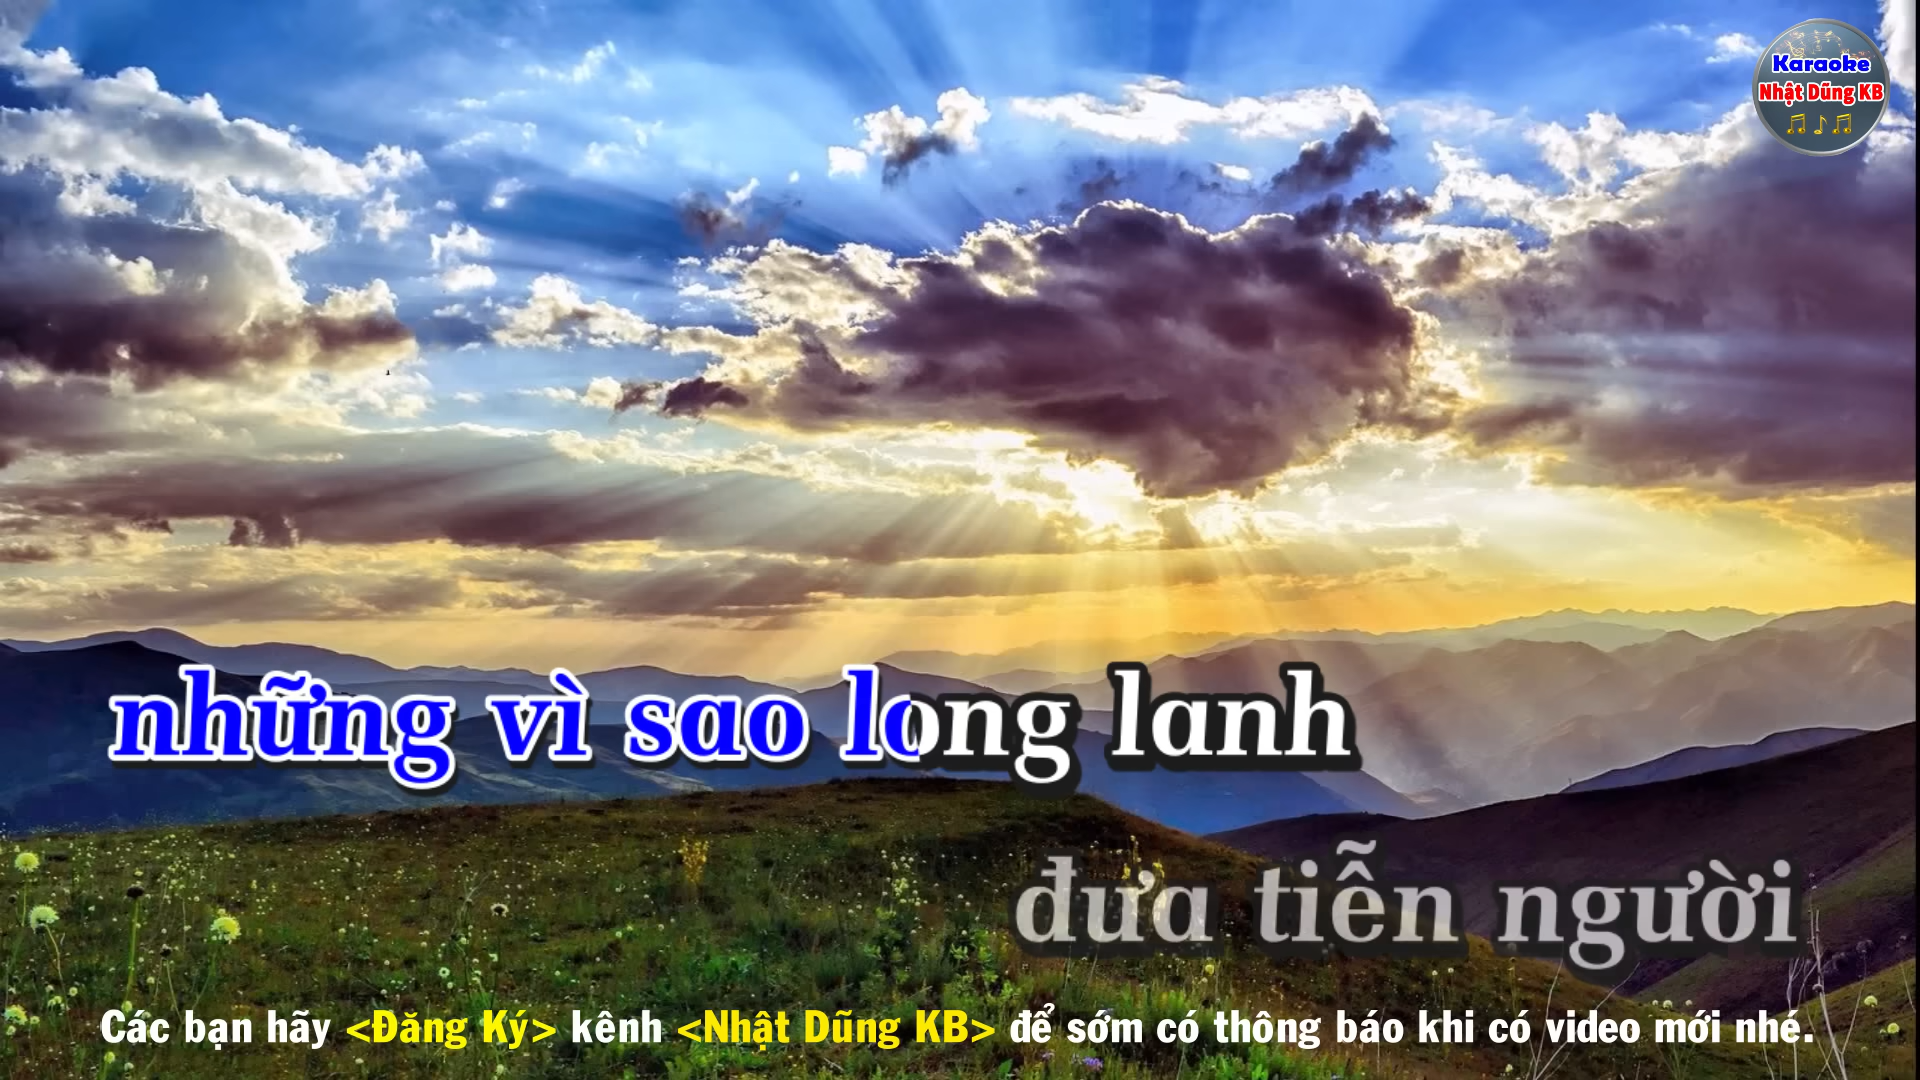 Karaoke
Nhật Dũng KB
những vì sao long lanh
đưa tiễn người
Các bạn hãy <Đăng Ký> kênh <Nhật Dũng KB> để sớm có thông báo khi có video mới nhé.